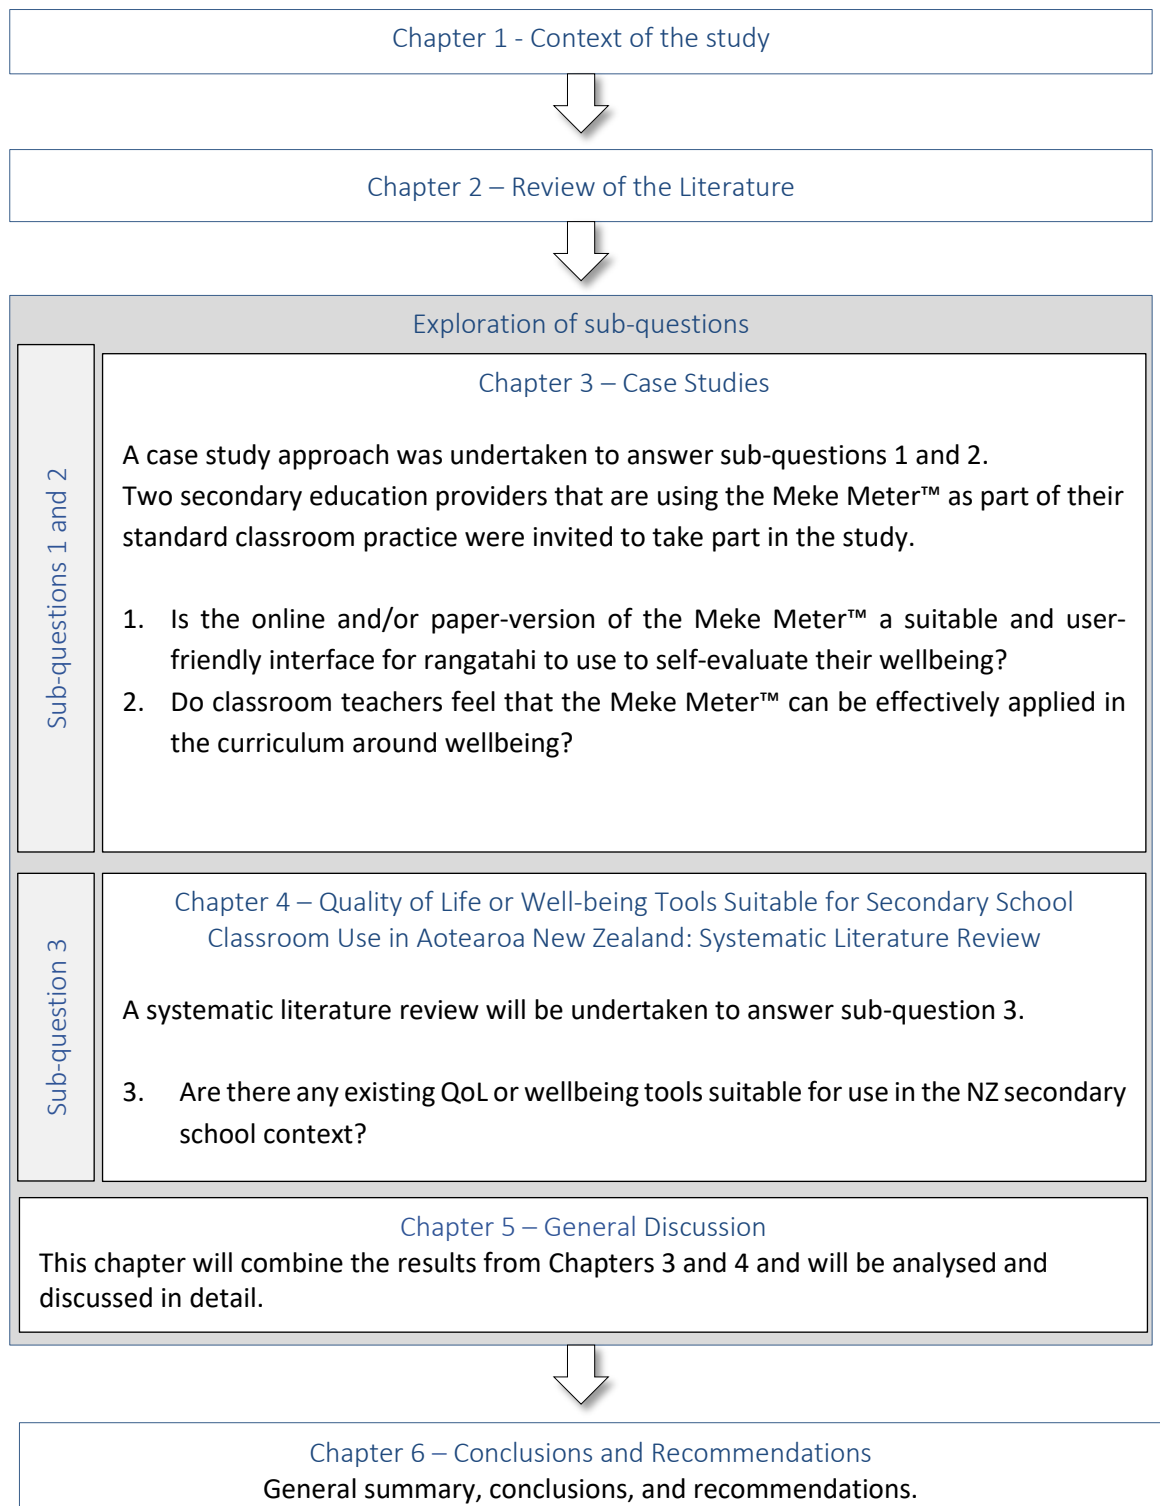 Chapter 1 - Context of the study
Chapter 2 – Review of the Literature
Exploration of sub-questions
Sub-questions 1 and 2
Chapter 3 – Case Studies
A case study approach was undertaken to answer sub-questions 1 and 2.
Two secondary education providers that are using the Meke Meter™ as part of their
standard classroom practice were invited to take part in the study.
1. Is the online and/or paper-version of the Meke Meter™ a suitable and user-
friendly interface for rangatahi to use to self-evaluate their wellbeing?
2. Do classroom teachers feel that the Meke Meter™ can be effectively applied in
the curriculum around wellbeing?
Sub-question 3
Chapter 4 – Quality of Life or Well-being Tools Suitable for Secondary School
Classroom Use in Aotearoa New Zealand: Systematic Literature Review
A systematic literature review will be undertaken to answer sub-question 3.
3. Are there any existing QoL or wellbeing tools suitable for use in the NZ secondary
school context?
Chapter 5 – General Discussion
This chapter will combine the results from Chapters 3 and 4 and will be analysed and
discussed in detail.
Chapter 6 – Conclusions and Recommendations
General summary, conclusions, and recommendations.